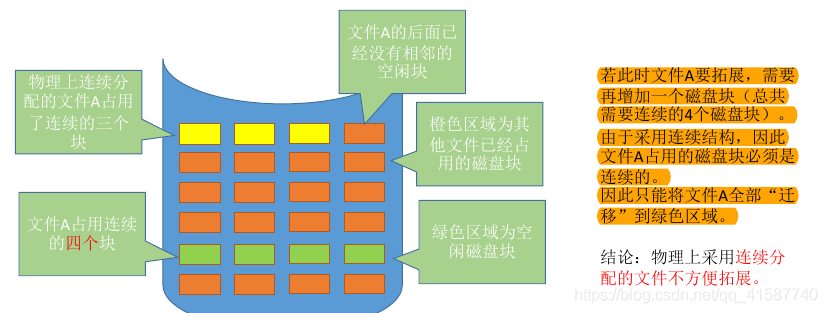 文件A的后面已
经没有相邻的
空闲块
物理上连续分
配的文件A占用
了连续的三个
块
橙色区域为其
他文件已经占
用的磁盘块
文件A占用连续
的四个块
绿色区域为空
闲磁盘块
若此时文件A要拓展，需要
再增加一个磁盘块（总共
需要连续的4个磁盘块）。
由于采用连续结构，因此
文件A占用的磁盘块必须是
连续的。
因此只能将文件A全部“迁
移”到绿色区域。
结论：物理上采用连续分
配的文件不方便拓展。
https://blog.csdn.net/qq_41587740